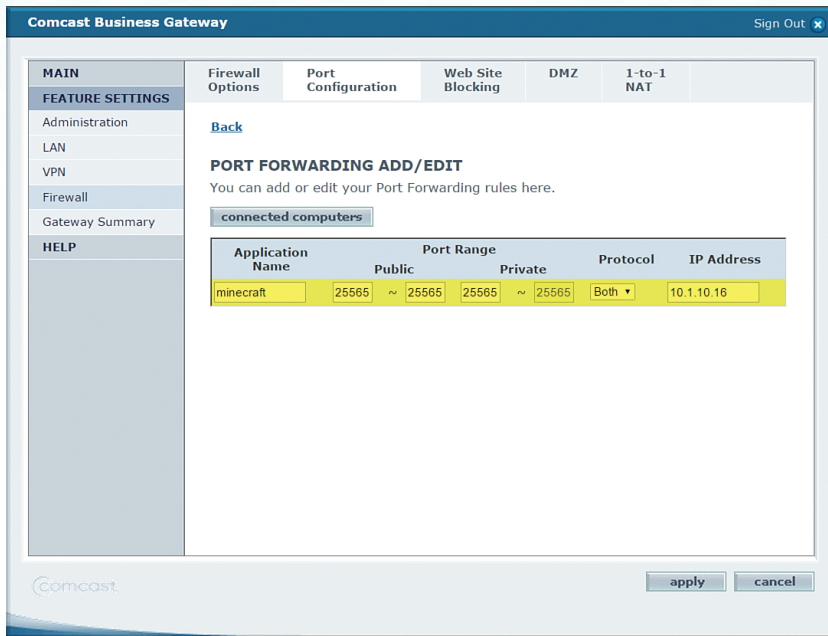 Comcast Business Gateway
Sign Out
MAIN
FEATURE SETTINGS
Administration
LAN
VPN
Firewall
Gateway Summary
HELP
Firewall Options
Port Configuration
Web Site Blocking
DMZ
1-to-1 NAT
Back
PORT FORWARDING ADD/EDIT
You can add or edit your Port Forwarding rules here.
connected computers
Application Name
Port Range
Public
Private
Protocol
IP Address
minecraft
25565 ~ 25565
25565 ~ 25565
Both
10.1.10.16
Comcast.
apply
cancel